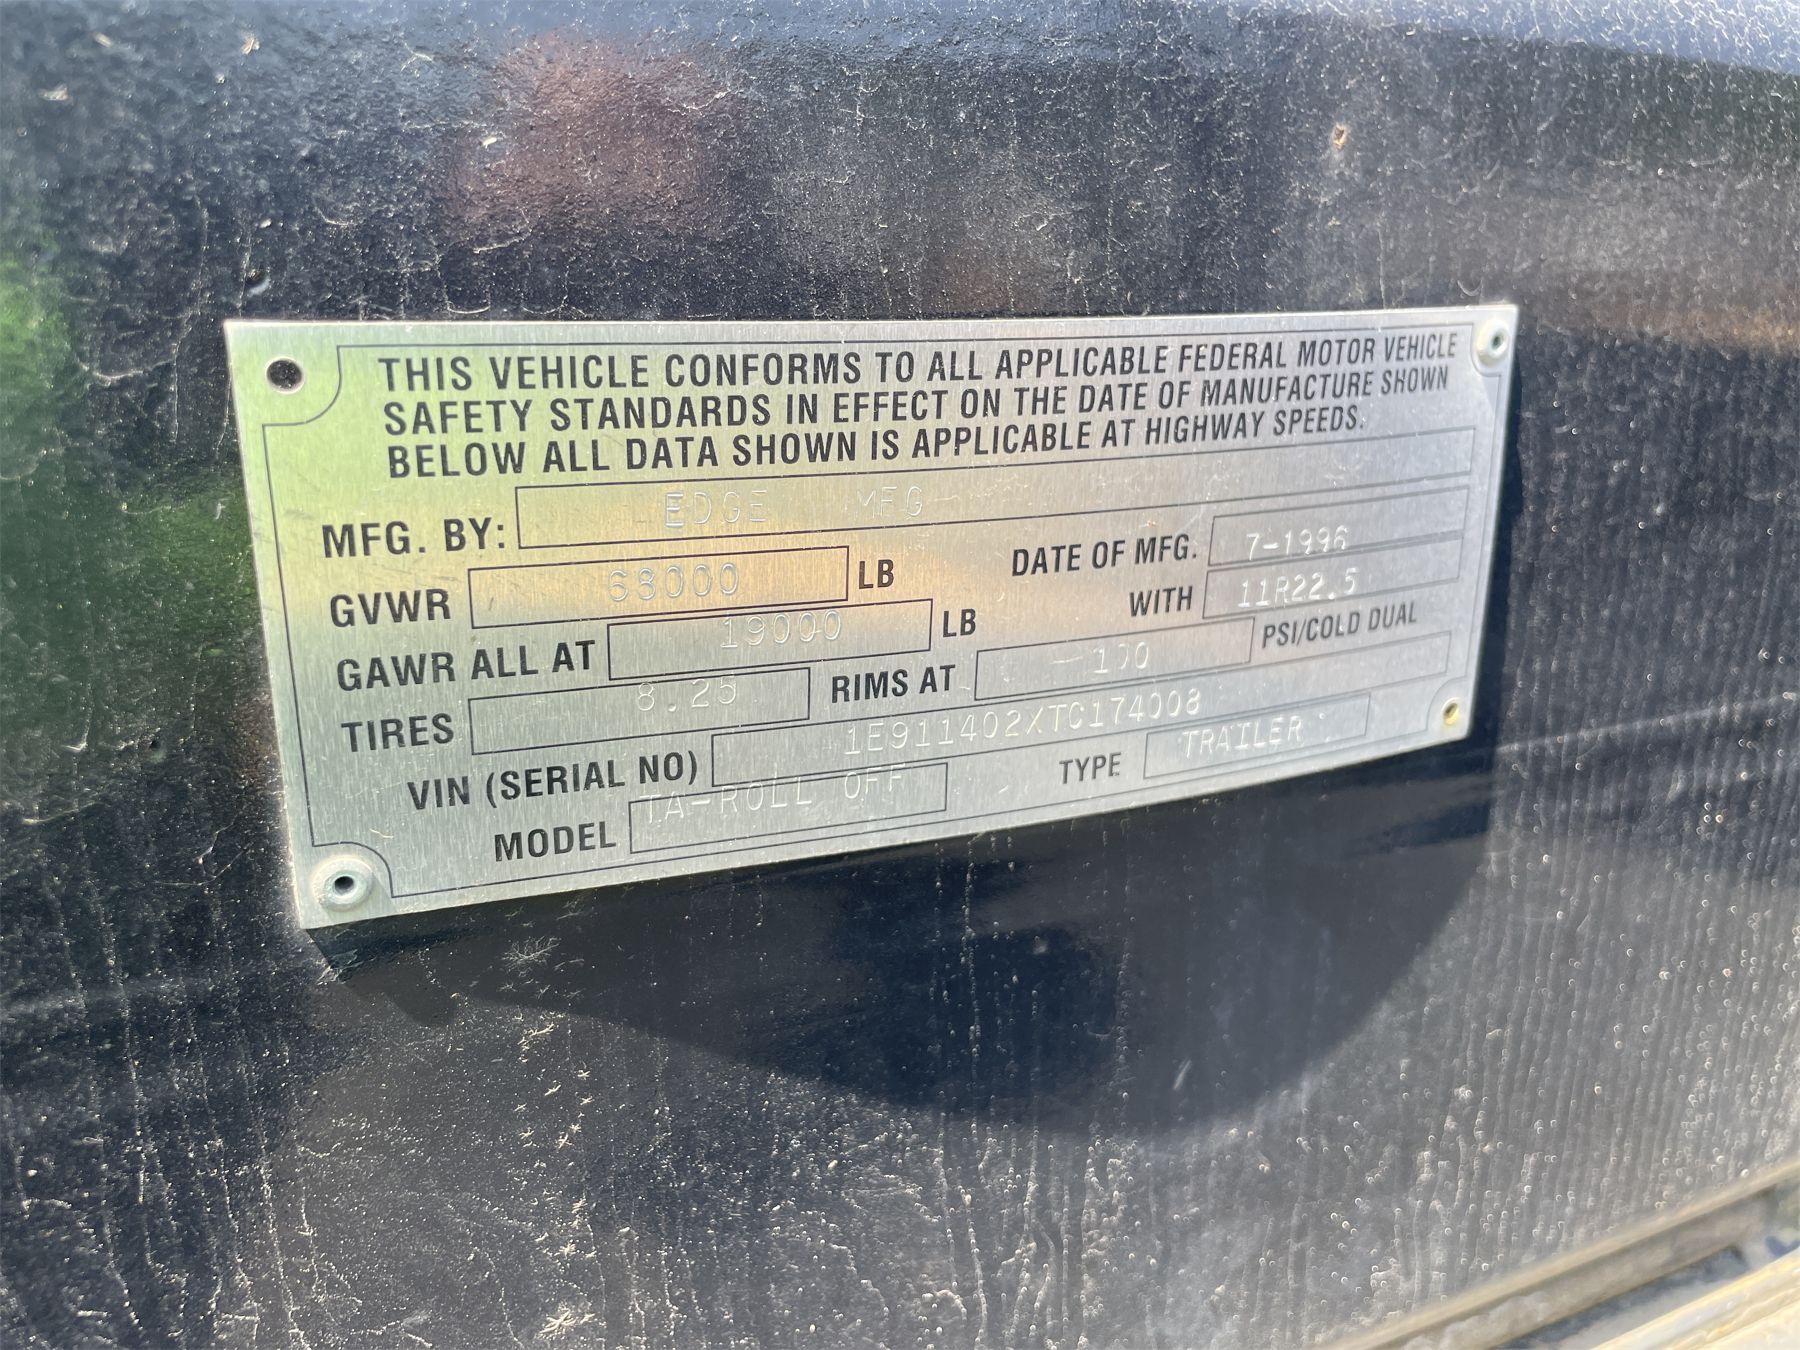 THIS VEHICLE CONFORMS TO ALL APPLICABLE FEDERAL MOTOR VEHICLE
SAFETY STANDARDS IN EFFECT ON THE DATE OF MANUFACTURE SHOWN
BELOW ALL DATA SHOWN IS APPLICABLE AT HIGHWAY SPEEDS.
MFG. BY: EDGE MFG
GVWR 68000 LB DATE OF MFG. 7-1996
GAWR ALL AT 19000 LB WITH 11R22.5
TIRES 8.25 RIMS AT 100 PSI/COLD DUAL
VIN (SERIAL NO) 1E911402XTC174008
MODEL TA-ROLL OFF TYPE TRAILER